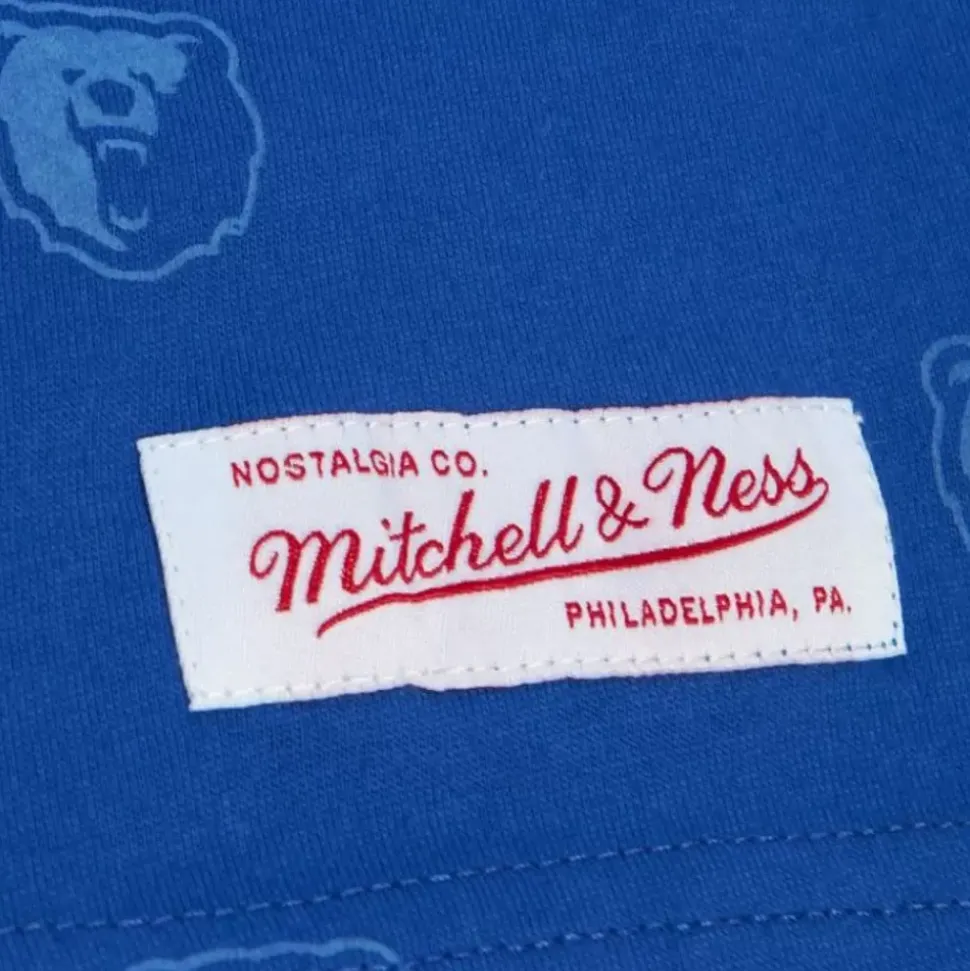 NOSTALGIA CO.
Mitchell & Ness
PHILADELPHIA, PA.